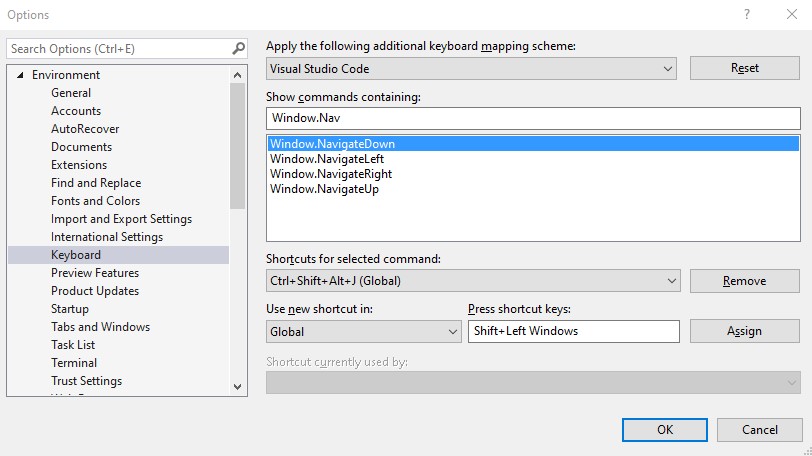 Options
?
Search Options (Ctrl+E)
Environment
General
Accounts
AutoRecover
Documents
Extensions
Find and Replace
Fonts and Colors
Import and Export Settings
International Settings
Keyboard
Preview Features
Product Updates
Startup
Tabs and Windows
Task List
Terminal
Trust Settings
Apply the following additional keyboard mapping scheme:
Visual Studio Code
Reset
Show commands containing:
Window.Nav
Window.NavigateDown
Window.NavigateLeft
Window.NavigateRight
Window.NavigateUp
Shortcuts for selected command:
Ctrl+Shift+Alt+J (Global)
Remove
Use new shortcut in:
Press shortcut keys:
Global
Shift+Left Windows
Assign
Shortcut currently used by:
OK
Cancel